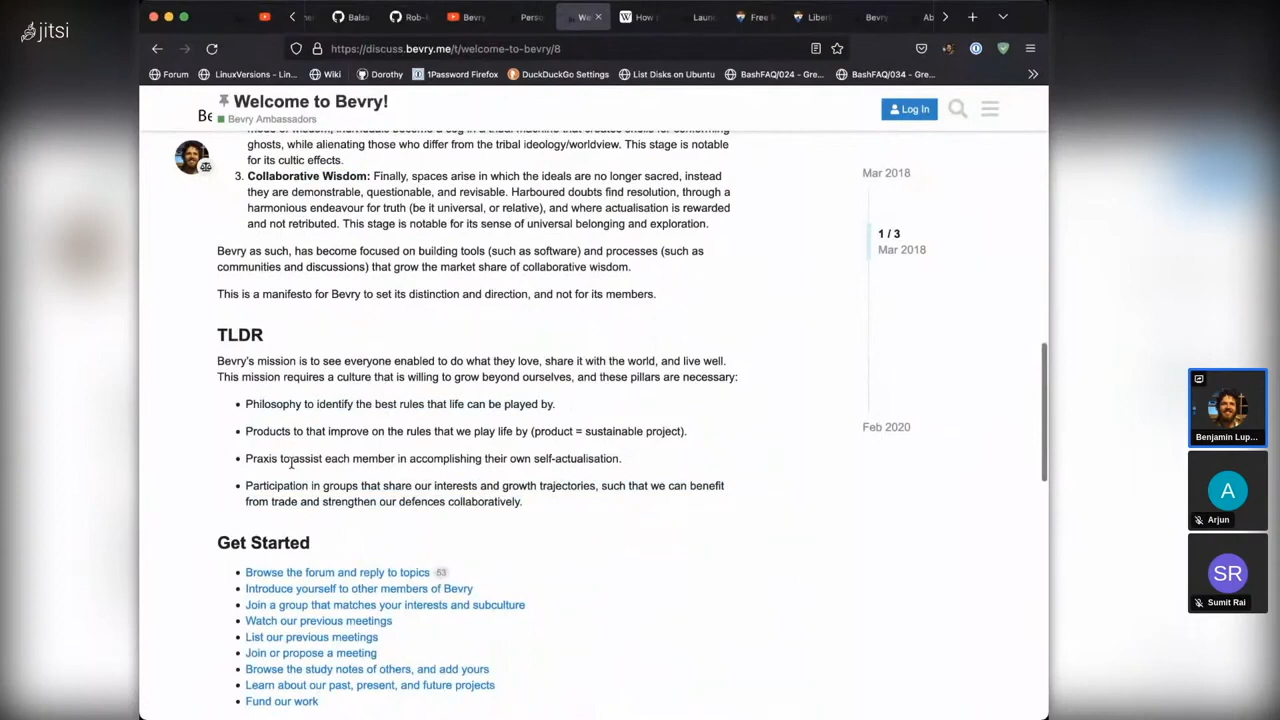 jitsi
Balsa
Rob-
Bevry
Perso
We
How
Laun
Free
Libert
Bevry
Ab
https://discuss.bevry.me/t/welcome-to-bevry/8
Forum
LinuxVersions - Lin...
Wiki
Dorothy
1Password Firefox
DuckDuckGo Settings
List Disks on Ubuntu
BashFAQ/024 - Gre...
BashFAQ/034 - Gre...
Be
Welcome to Bevry!
Bevry Ambassadors
Log In
ghosts, while alienating those who differ from the tribal ideology/worldview. This stage is notable
for its cultic effects.
3. Collaborative Wisdom: Finally, spaces arise in which the ideals are no longer sacred, instead
they are demonstrable, questionable, and revisable. Harboured doubts find resolution, through a
harmonious endeavour for truth (be it universal, or relative), and where actualisation is rewarded
and not retributed. This stage is notable for its sense of universal belonging and exploration.
Bevry as such, has become focused on building tools (such as software) and processes (such as
communities and discussions) that grow the market share of collaborative wisdom.
This is a manifesto for Bevry to set its distinction and direction, and not for its members.
TLDR
Bevry's mission is to see everyone enabled to do what they love, share it with the world, and live well.
This mission requires a culture that is willing to grow beyond ourselves, and these pillars are necessary:
• Philosophy to identify the best rules that life can be played by.
• Products to that improve on the rules that we play life by (product = sustainable project).
• Praxis to assist each member in accomplishing their own self-actualisation.
• Participation in groups that share our interests and growth trajectories, such that we can benefit
from trade and strengthen our defences collaboratively.
Get Started
• Browse the forum and reply to topics 53
• Introduce yourself to other members of Bevry
• Join a group that matches your interests and subculture
• Watch our previous meetings
• List our previous meetings
• Join or propose a meeting
• Browse the study notes of others, and add yours
• Learn about our past, present, and future projects
• Fund our work
Mar 2018
1 / 3
Mar 2018
Feb 2020
Benjamin Lup...
A
Arjun
SR
Sumit Rai